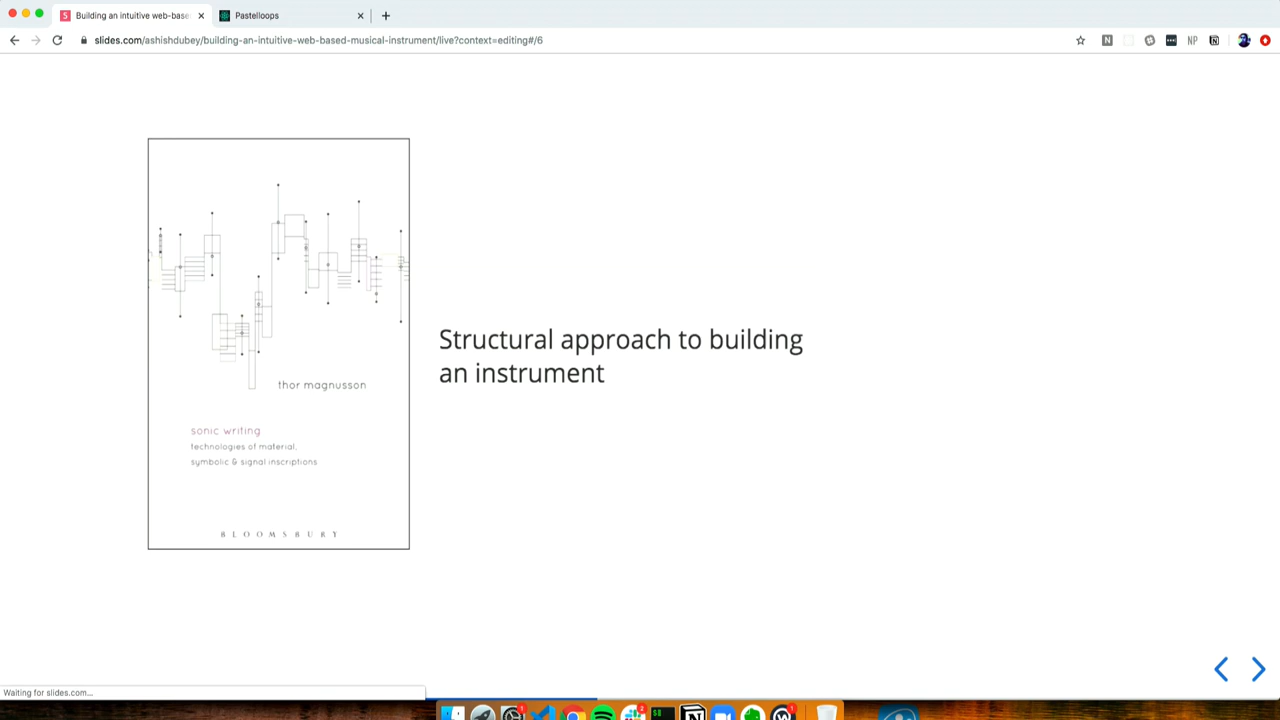 Building an intuitive web-base
Pastelloops
slides.com/ashishdubey/building-an-intuitive-web-based-musical-instrument/live?context=editing#/6
N
NP
thor magnusson
sonic writing
technologies of material,
symbolic & signal inscriptions
BLOOMSBURY
Structural approach to building
an instrument
Waiting for slides.com...